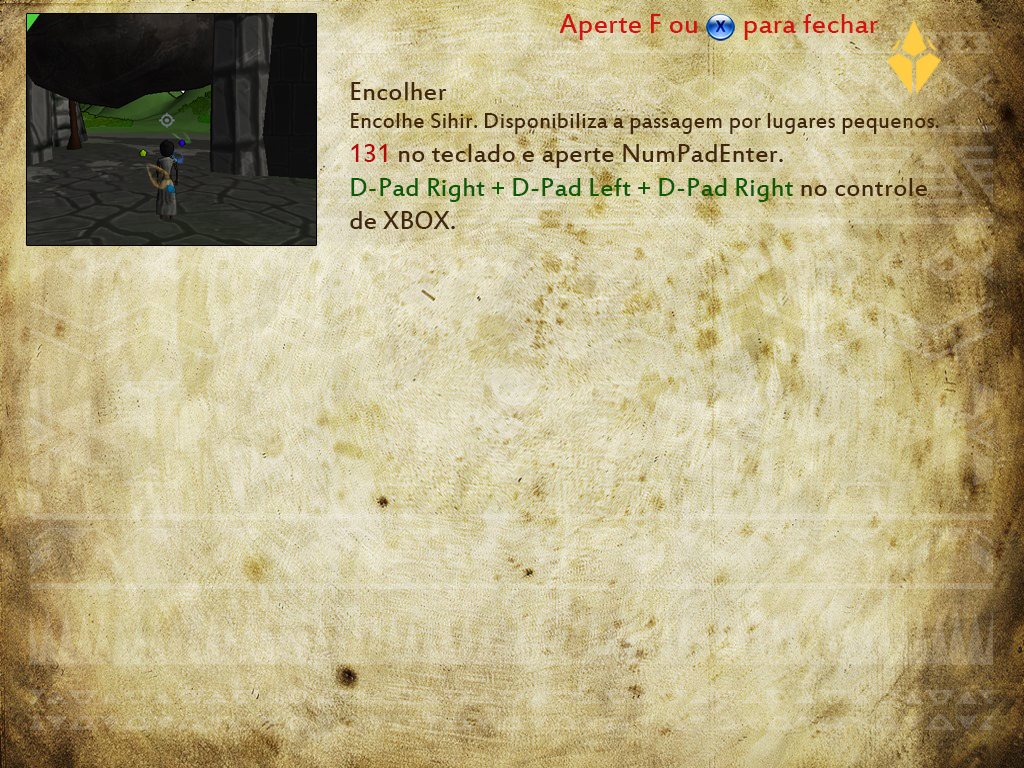 Aperte F ou X para fechar
Encolher
Encolhe Sihir. Disponibiliza a passagem por lugares pequenos.
131 no teclado e aperte NumPadEnter.
D-Pad Right + D-Pad Left + D-Pad Right no controle
de XBOX.